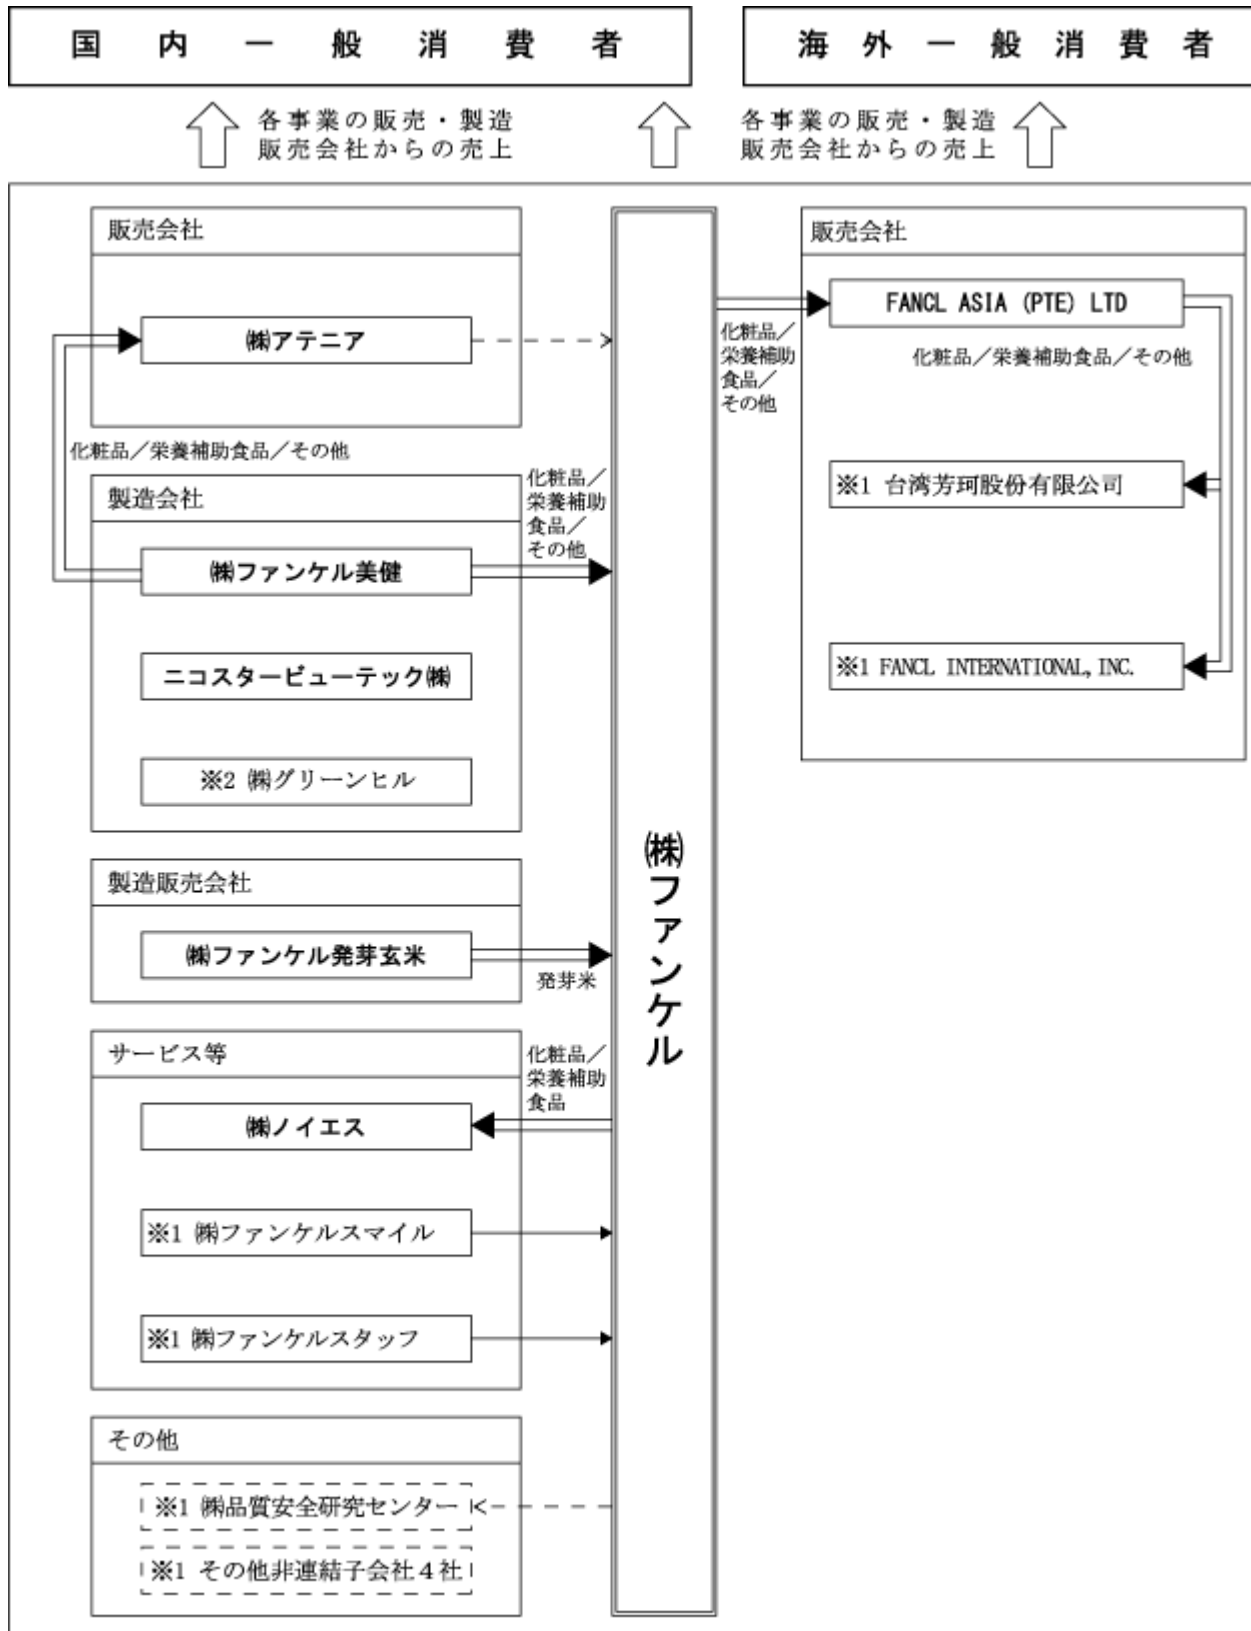 国内一般消費者
海外一般消費者
各事業の販売・製造
販売会社からの売上
各事業の販売・製造
販売会社からの売上
販売会社
㈱アテニア
化粧品／栄養補助食品／その他
製造会社
化粧品／
栄養補助
食品／
その他
㈱ファンケル美健
ニコスタービューテック㈱
※2 ㈱グリーンヒル
製造販売会社
㈱ファンケル発芽玄米
発芽米
サービス等
化粧品／
栄養補助
食品
㈱ノイエス
※1 ㈱ファンケルスマイル
※1 ㈱ファンケルスタッフ
その他
※1 ㈱品質安全研究センター
※1 その他非連結子会社４社
㈱ファンケル
販売会社
FANCL ASIA (PTE) LTD
化粧品／
栄養補助
食品／
その他
化粧品／栄養補助食品／その他
※1 台湾芳珂股份有限公司
※1 FANCL INTERNATIONAL, INC.